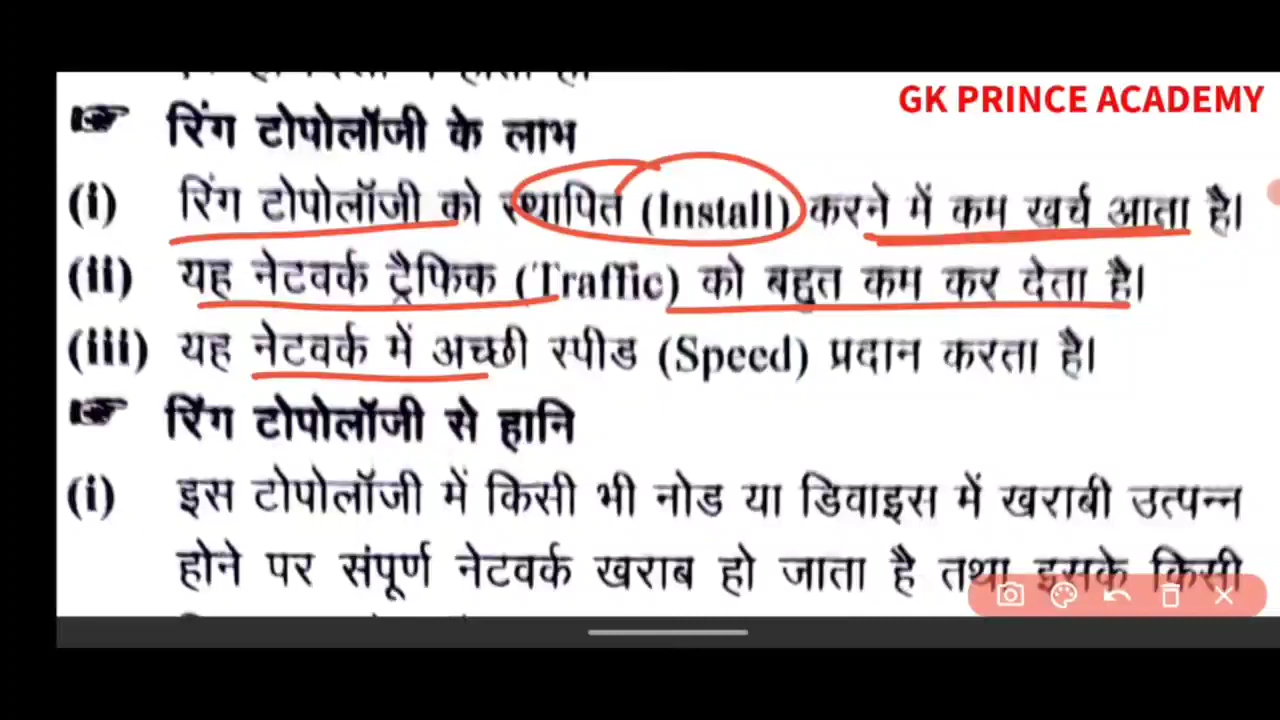 GK PRINCE ACADEMY
रिंग टोपोलॉजी के लाभ
(i) रिंग टोपोलॉजी को स्थापित (Install) करने में कम खर्च आता है।
(ii) यह नेटवर्क ट्रैफिक (Traffic) को बहुत कम कर देता है।
(iii) यह नेटवर्क में अच्छी स्पीड (Speed) प्रदान करता है।
रिंग टोपोलॉजी से हानि
(i) इस टोपोलॉजी में किसी भी नोड या डिवाइस में खराबी उत्पन्न
होने पर संपूर्ण नेटवर्क खराब हो जाता है तथा इसके किसी